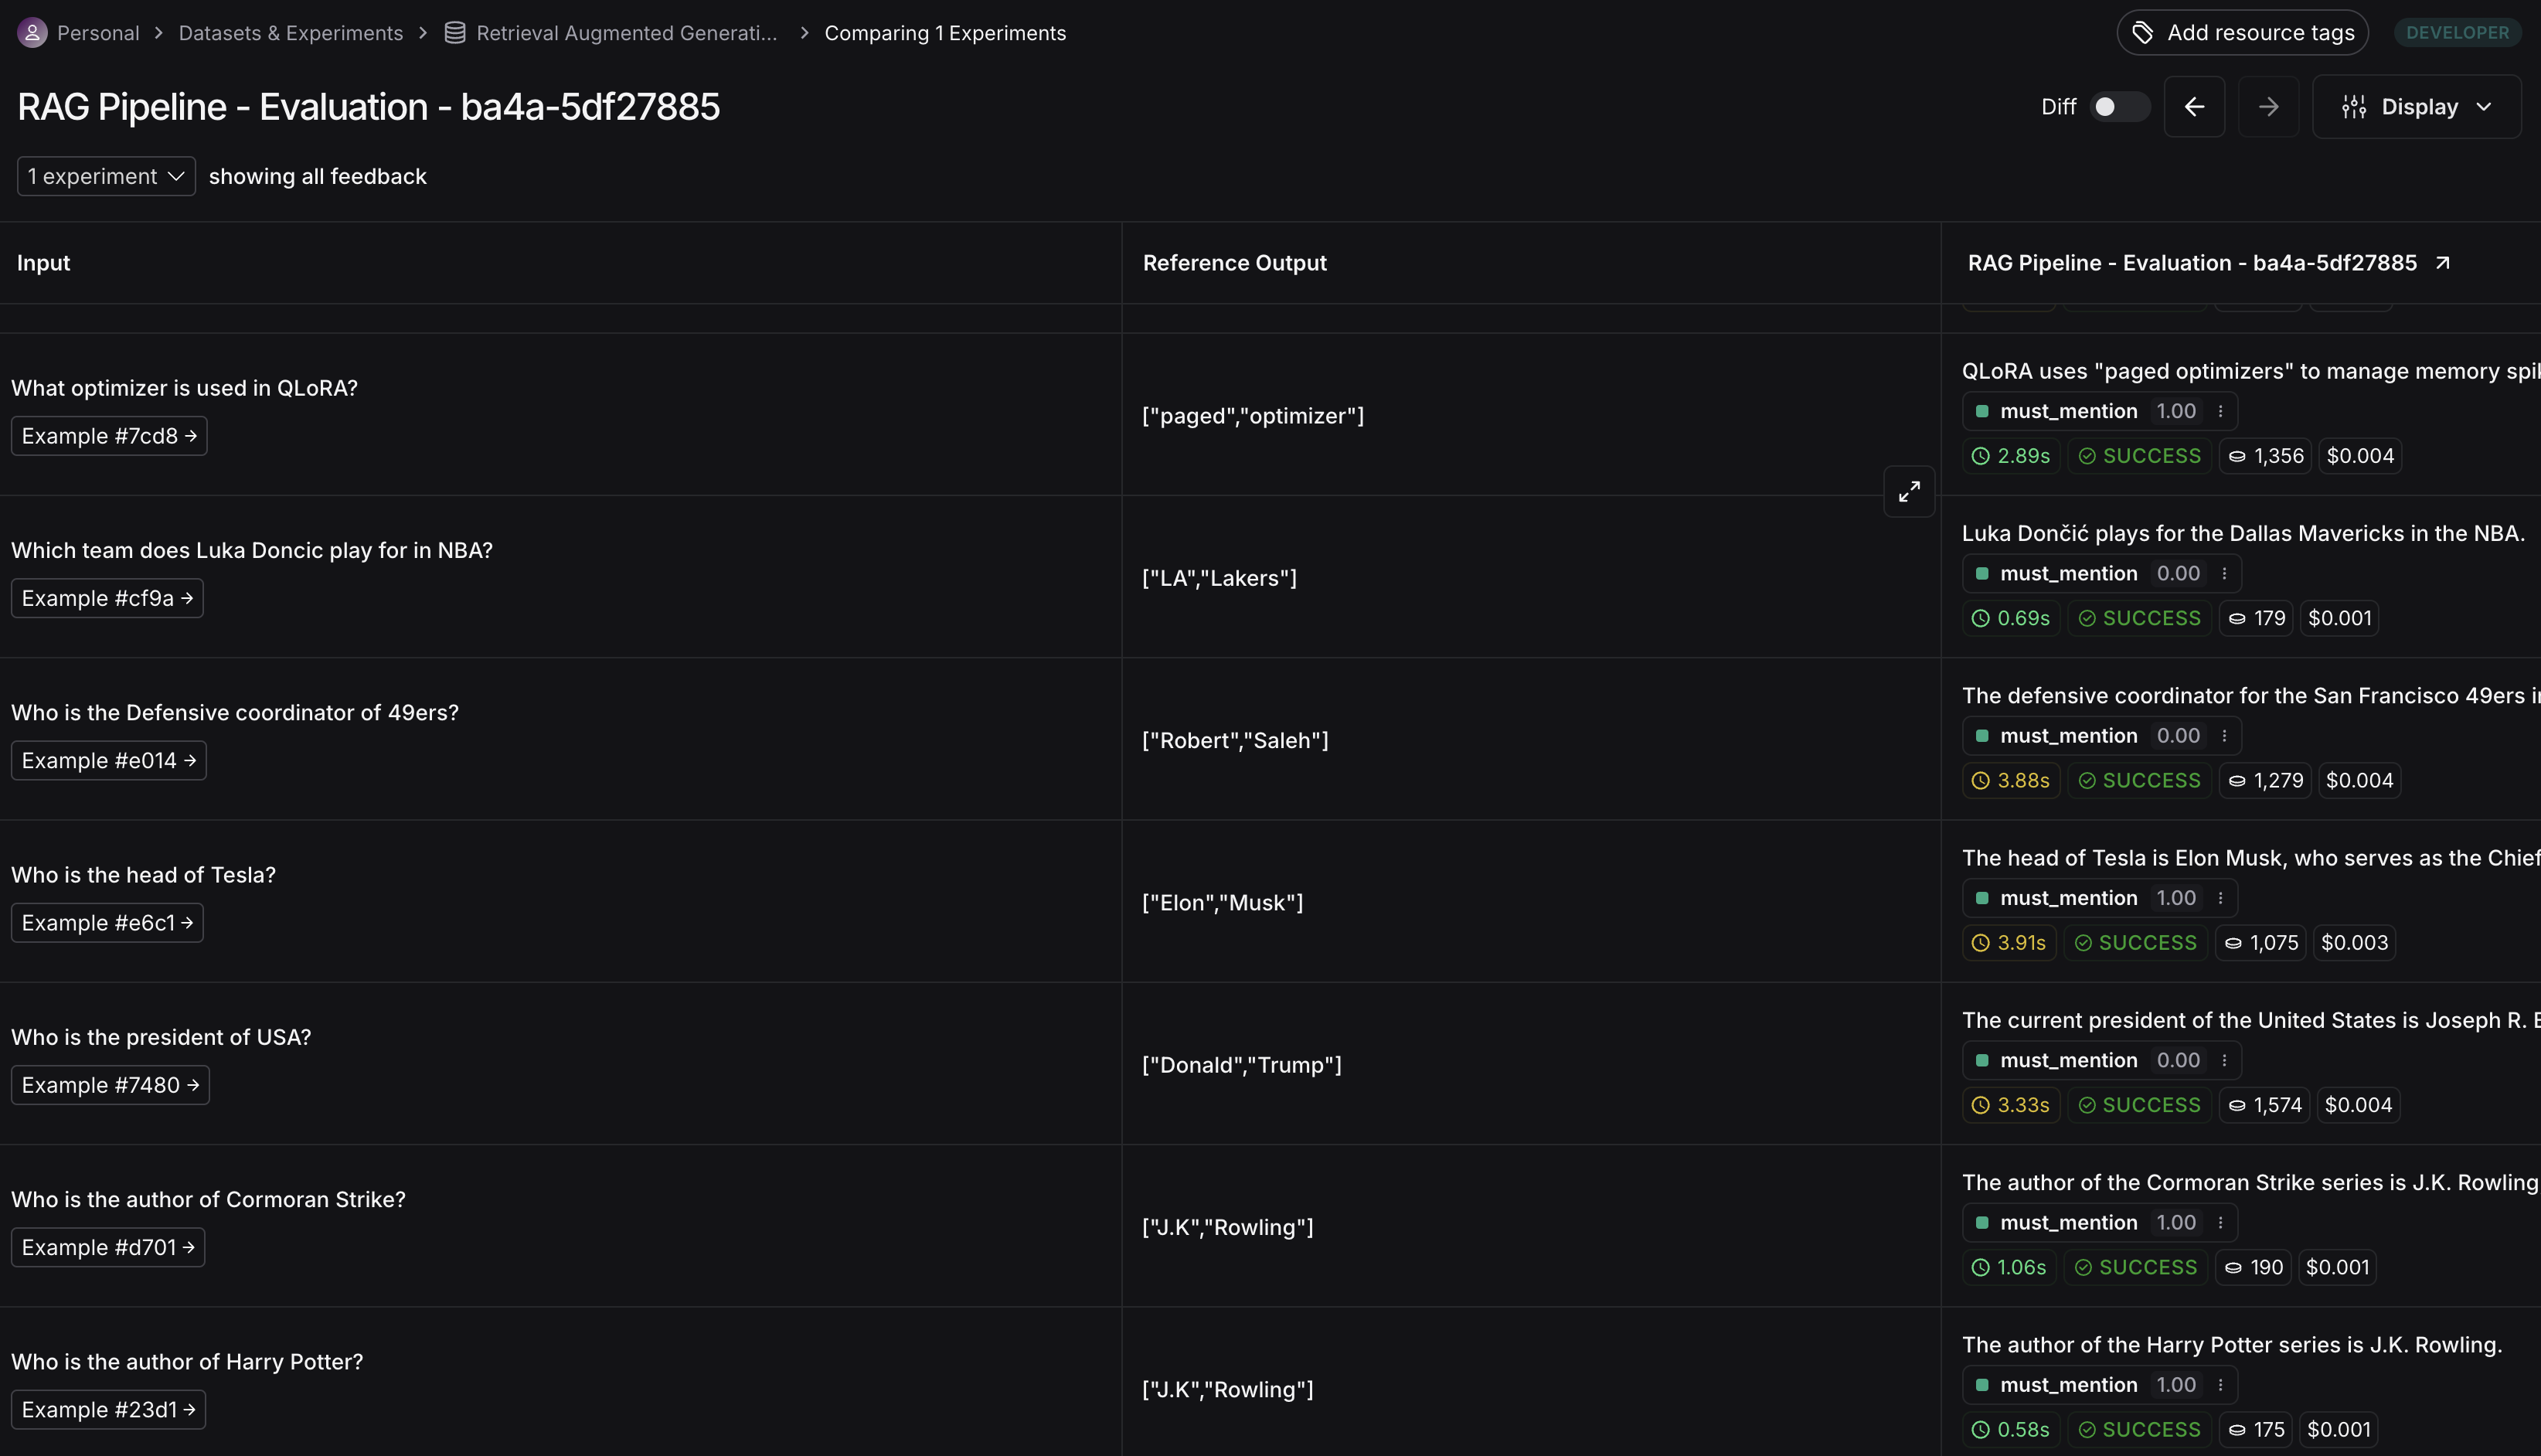 Personal > Datasets & Experiments > Retrieval Augmented Generati... > Comparing 1 Experiments
Add resource tags
DEVELOPER
RAG Pipeline - Evaluation - ba4a-5df27885
Diff
Display
1 experiment
showing all feedback
Input
Reference Output
RAG Pipeline - Evaluation - ba4a-5df27885
What optimizer is used in QLoRA?
Example #7cd8
["paged","optimizer"]
QLoRA uses "paged optimizers" to manage memory spi
must_mention 1.00
2.89s SUCCESS 1,356 $0.004
Which team does Luka Doncic play for in NBA?
Example #cf9a
["LA","Lakers"]
Luka Dončić plays for the Dallas Mavericks in the NBA.
must_mention 0.00
0.69s SUCCESS 179 $0.001
Who is the Defensive coordinator of 49ers?
Example #e014
["Robert","Saleh"]
The defensive coordinator for the San Francisco 49ers i
must_mention 0.00
3.88s SUCCESS 1,279 $0.004
Who is the head of Tesla?
Example #e6c1
["Elon","Musk"]
The head of Tesla is Elon Musk, who serves as the Chief
must_mention 1.00
3.91s SUCCESS 1,075 $0.003
Who is the president of USA?
Example #7480
["Donald","Trump"]
The current president of the United States is Joseph R.
must_mention 0.00
3.33s SUCCESS 1,574 $0.004
Who is the author of Cormoran Strike?
Example #d701
["J.K","Rowling"]
The author of the Cormoran Strike series is J.K. Rowling
must_mention 1.00
1.06s SUCCESS 190 $0.001
Who is the author of Harry Potter?
Example #23d1
["J.K","Rowling"]
The author of the Harry Potter series is J.K. Rowling.
must_mention 1.00
0.58s SUCCESS 175 $0.001